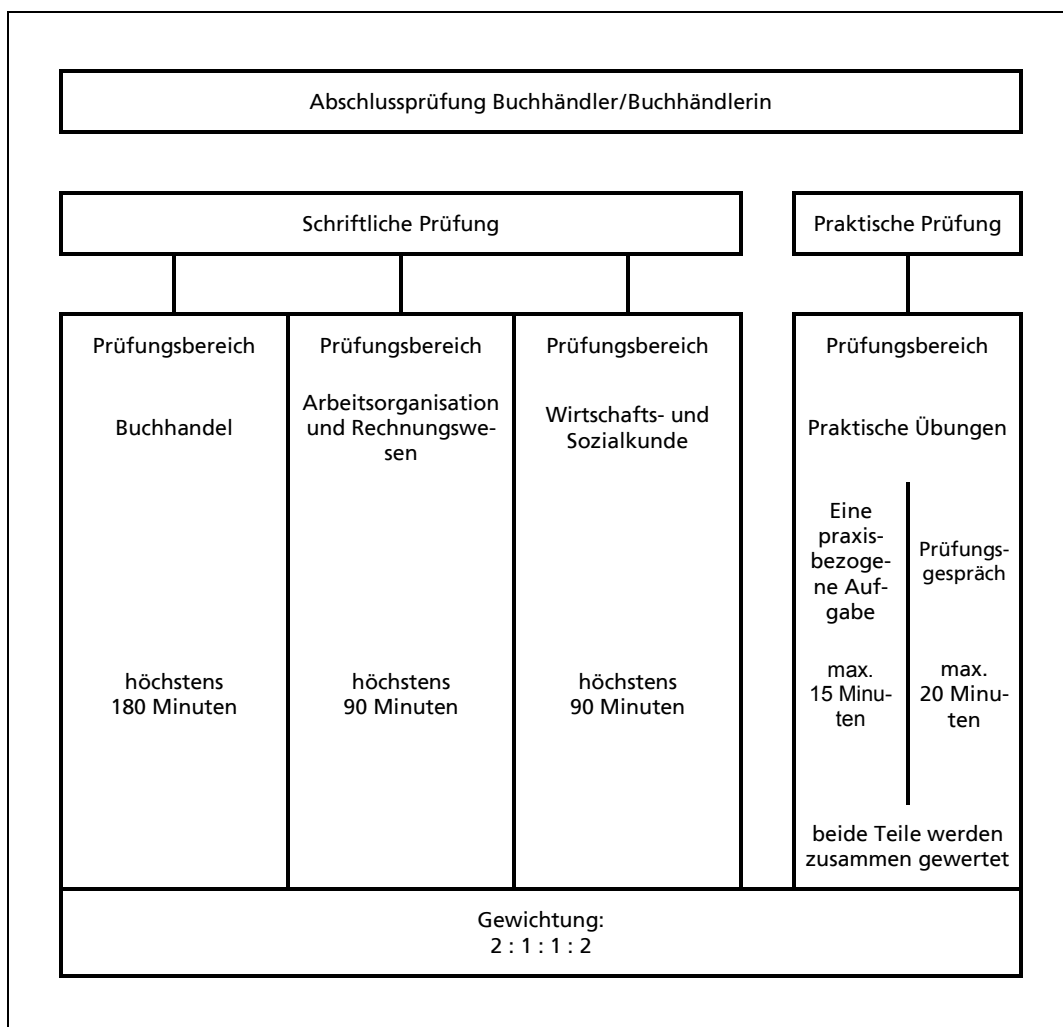 Abschlussprüfung Buchhändler/Buchhändlerin
Schriftliche Prüfung
Praktische Prüfung
Prüfungsbereich
Buchhandel
höchstens
180 Minuten
Prüfungsbereich
Arbeitsorganisation
und Rechnungswe-
sen
höchstens
90 Minuten
Prüfungsbereich
Wirtschafts- und
Sozialkunde
höchstens
90 Minuten
Prüfungsbereich
Praktische Übungen
Eine
praxis-
bezoge-
ne Auf-
gabe
max.
15 Minu-
ten
Prüfungs-
gespräch
max.
20 Minu-
ten
beide Teile werden
zusammen gewertet
Gewichtung:
2 : 1 : 1 : 2